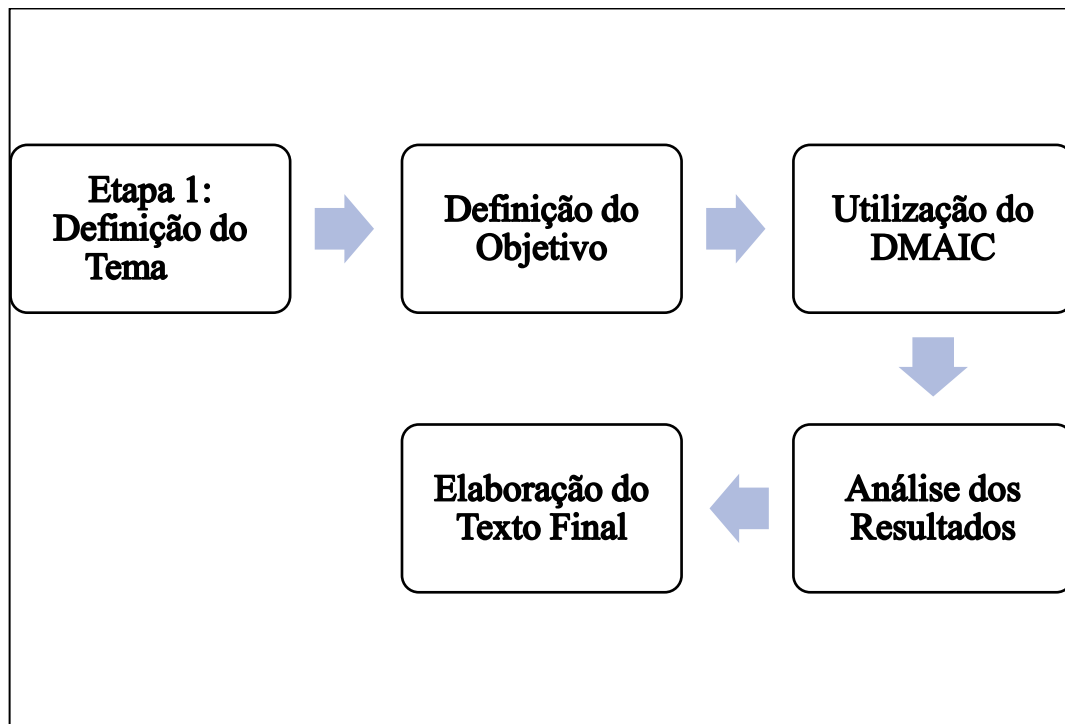 Etapa 1:
Definição do
Tema
Definição do
Objetivo
Utilização do
DMAIC
Análise dos
Resultados
Elaboração do
Texto Final